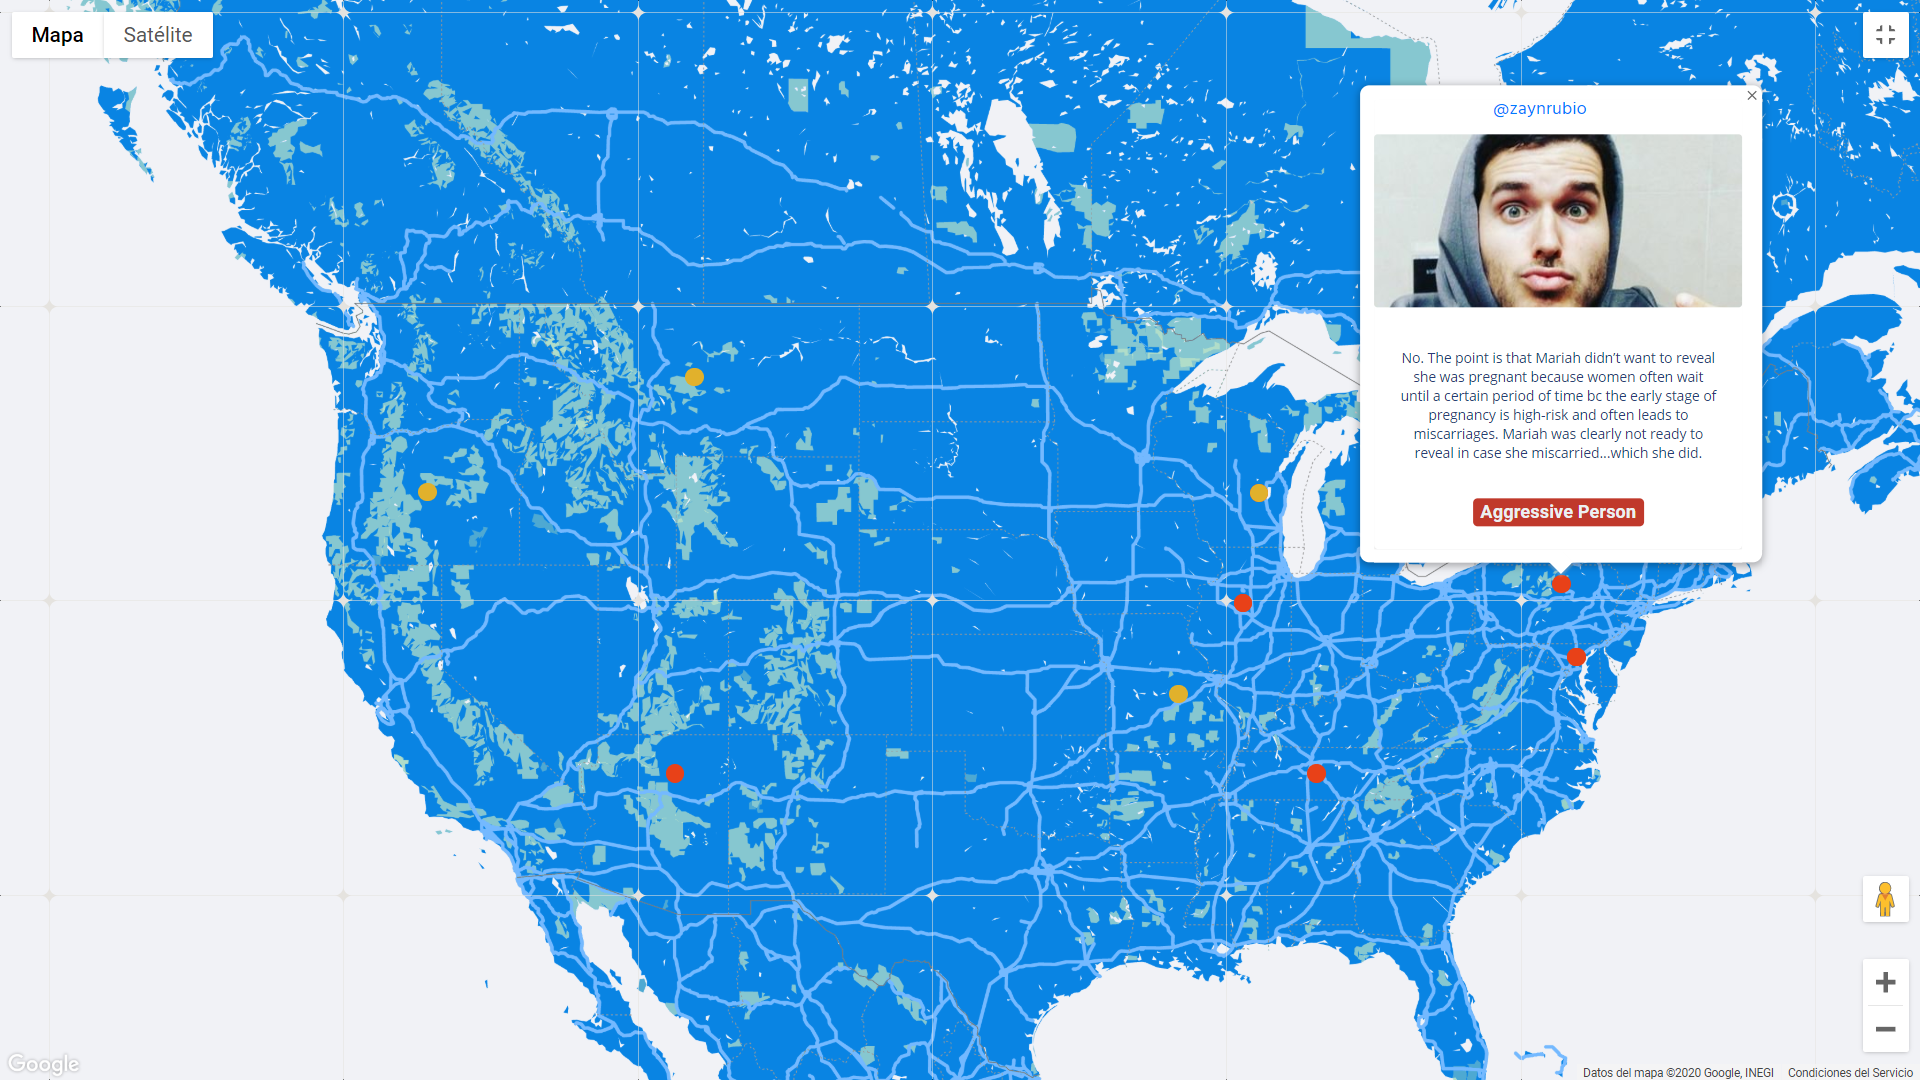 Mapa
Satélite
@zaynrubio
No. The point is that Mariah didn’t want to reveal
she was pregnant because women often wait
until a certain period of time bc the early stage of
pregnancy is high-risk and often leads to
miscarriages. Mariah was clearly not ready to
reveal in case she miscarried...which she did.
Aggressive Person
Google
Datos del mapa ©2020 Google, INEGI
Condiciones del Servicio